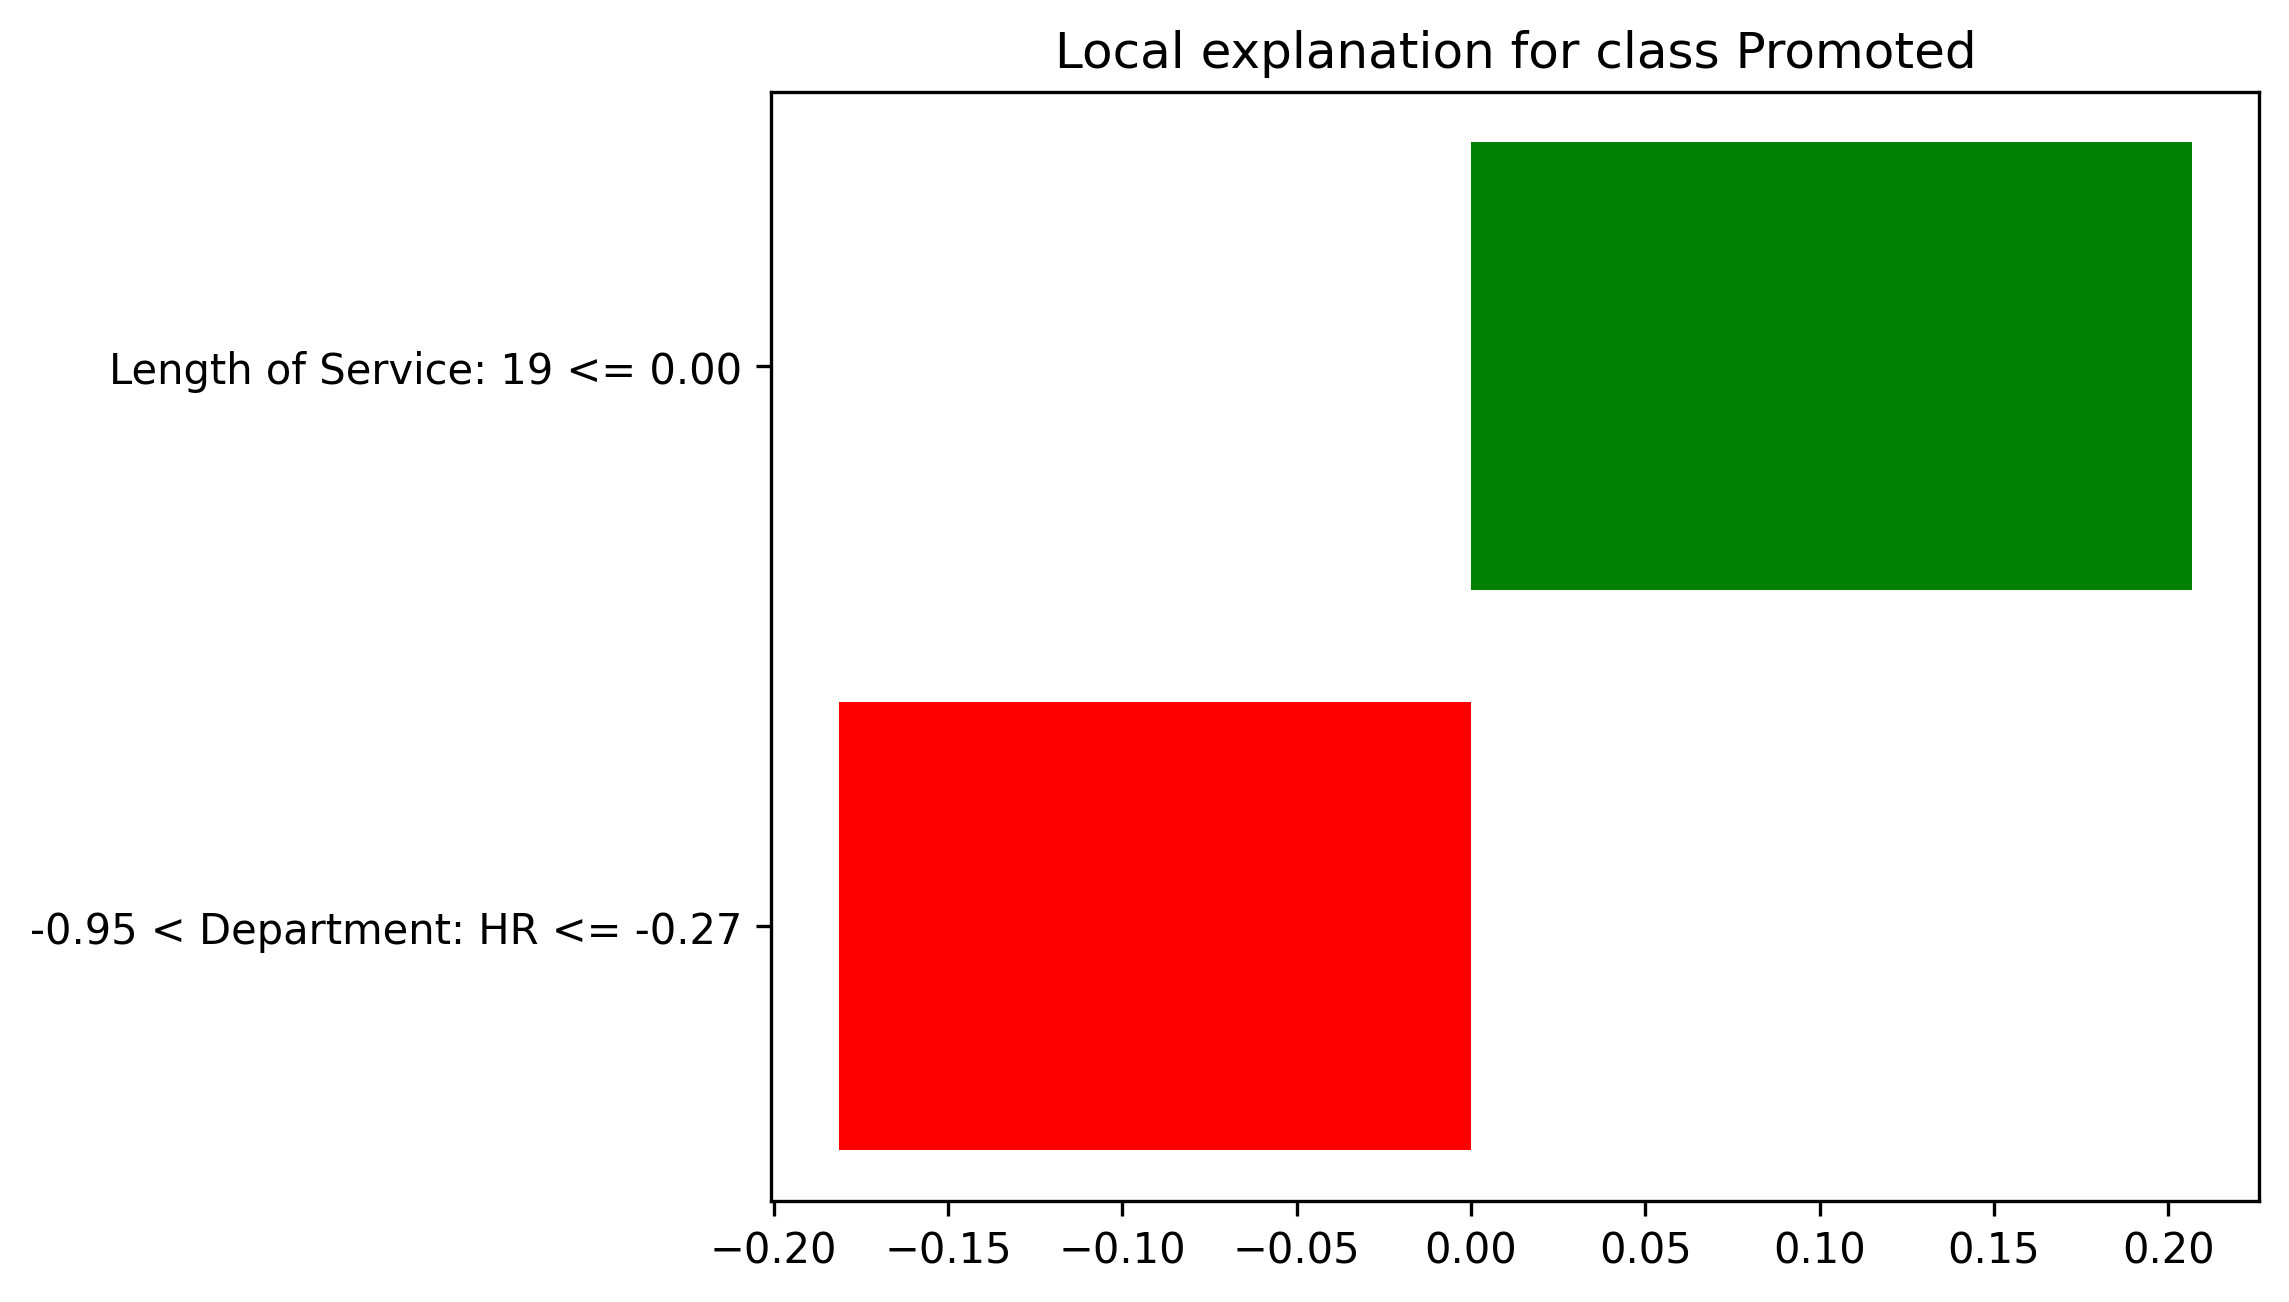 Local explanation for class Promoted
Length of Service: 19 <= 0.00
-0.95 < Department: HR <= -0.27
−0.20 −0.15 −0.10 −0.05 0.00 0.05 0.10 0.15 0.20